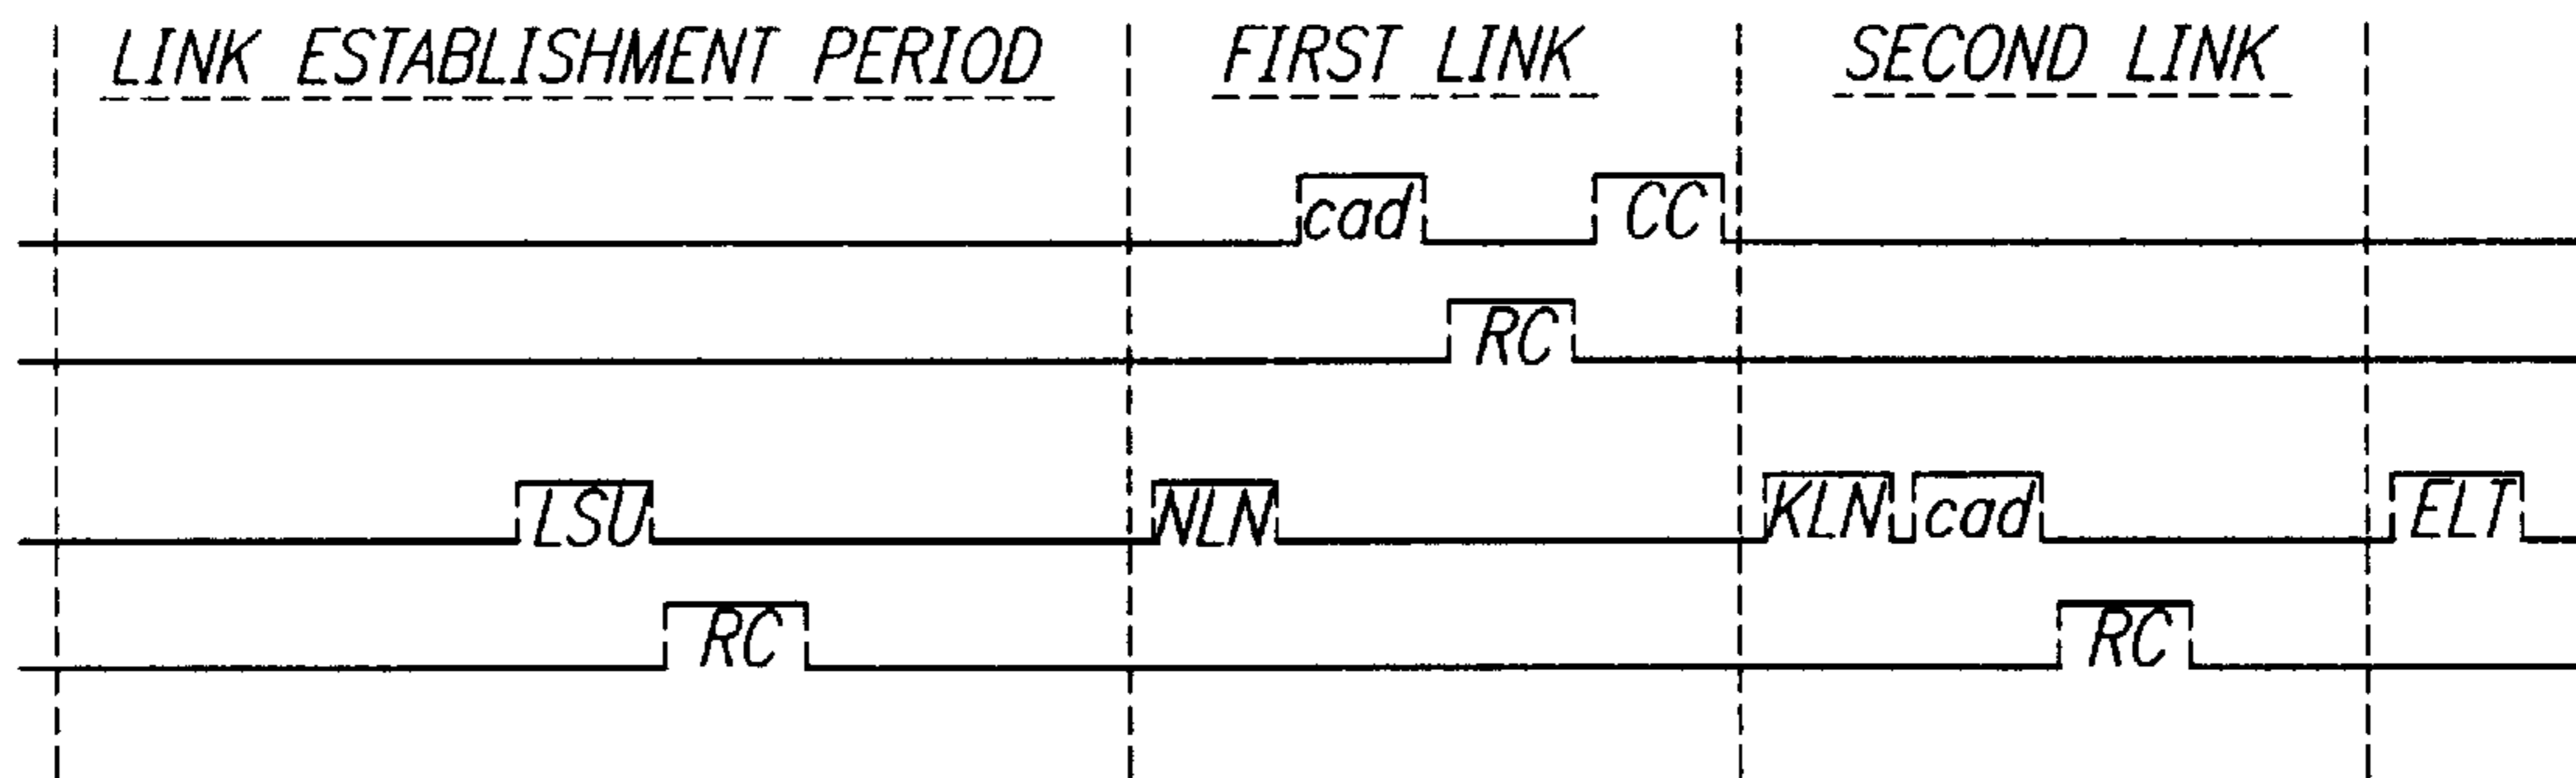 LINK ESTABLISHMENT PERIOD FIRST LINK SECOND LINK
cad CC
RC
LSU NLN KLN cad ELT
RC RC